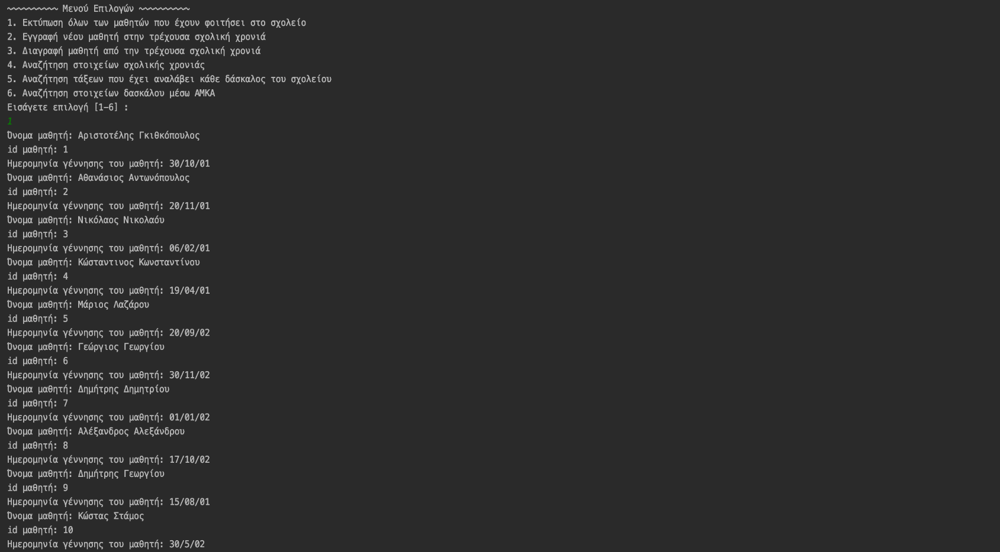 ~~~~~~~~~~ Μενού Επιλογών ~~~~~~~~~~
1. Εκτύπωση όλων των μαθητών που έχουν φοιτήσει στο σχολείο
2. Εγγραφή νέου μαθητή στην τρέχουσα σχολική χρονιά
3. Διαγραφή μαθητή από την τρέχουσα σχολική χρονιά
4. Αναζήτηση στοιχείων σχολικής χρονιάς
5. Αναζήτηση τάξεων που έχει αναλάβει κάθε δάσκαλος του σχολείου
6. Αναζήτηση στοιχείων δασκάλου μέσω ΑΜΚΑ
Εισάγετε επιλογή [1-6] :
1
Όνομα μαθητή: Αριστοτέλης Γκιθκόπουλος
id μαθητή: 1
Ημερομηνία γέννησης του μαθητή: 30/10/01
Όνομα μαθητή: Αθανάσιος Αντωνόπουλος
id μαθητή: 2
Ημερομηνία γέννησης του μαθητή: 20/11/01
Όνομα μαθητή: Νικόλαος Νικολαόυ
id μαθητή: 3
Ημερομηνία γέννησης του μαθητή: 06/02/01
Όνομα μαθητή: Κώσταντινος Κωνσταντίνου
id μαθητή: 4
Ημερομηνία γέννησης του μαθητή: 19/04/01
Όνομα μαθητή: Μάριος Λαζάρου
id μαθητή: 5
Ημερομηνία γέννησης του μαθητή: 20/09/02
Όνομα μαθητή: Γεώργιος Γεωργίου
id μαθητή: 6
Ημερομηνία γέννησης του μαθητή: 30/11/02
Όνομα μαθητή: Δημήτρης Δημητρίου
id μαθητή: 7
Ημερομηνία γέννησης του μαθητή: 01/01/02
Όνομα μαθητή: Αλέξανδρος Αλεξάνδρου
id μαθητή: 8
Ημερομηνία γέννησης του μαθητή: 17/10/02
Όνομα μαθητή: Δημήτρης Γεωργίου
id μαθητή: 9
Ημερομηνία γέννησης του μαθητή: 15/08/01
Όνομα μαθητή: Κώστας Στάμος
id μαθητή: 10
Ημερομηνία γέννησης του μαθητή: 30/5/02